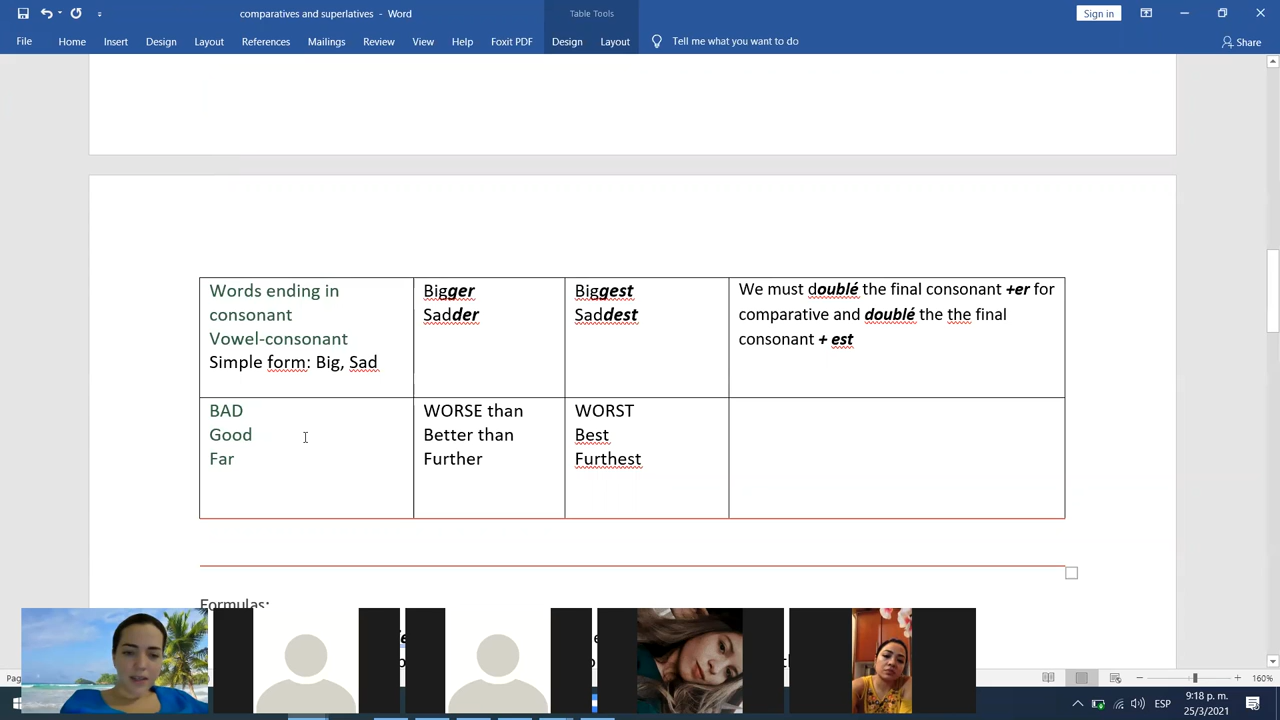 comparatives and superlatives - Word
Table Tools
Sign in
File Home Insert Design Layout References Mailings Review View Help Foxit PDF Design Layout Tell me what you want to do Share
Words ending in
consonant
Vowel-consonant
Simple form: Big, Sad
Bigger
Sadder
Biggest
Saddest
We must doublé the final consonant +er for
comparative and doublé the the final
consonant + est
BAD
Good
Far
WORSE than
Better than
Further
WORST
Best
Furthest
Formulas:
160%
ESP
9:18 p. m.
25/3/2021